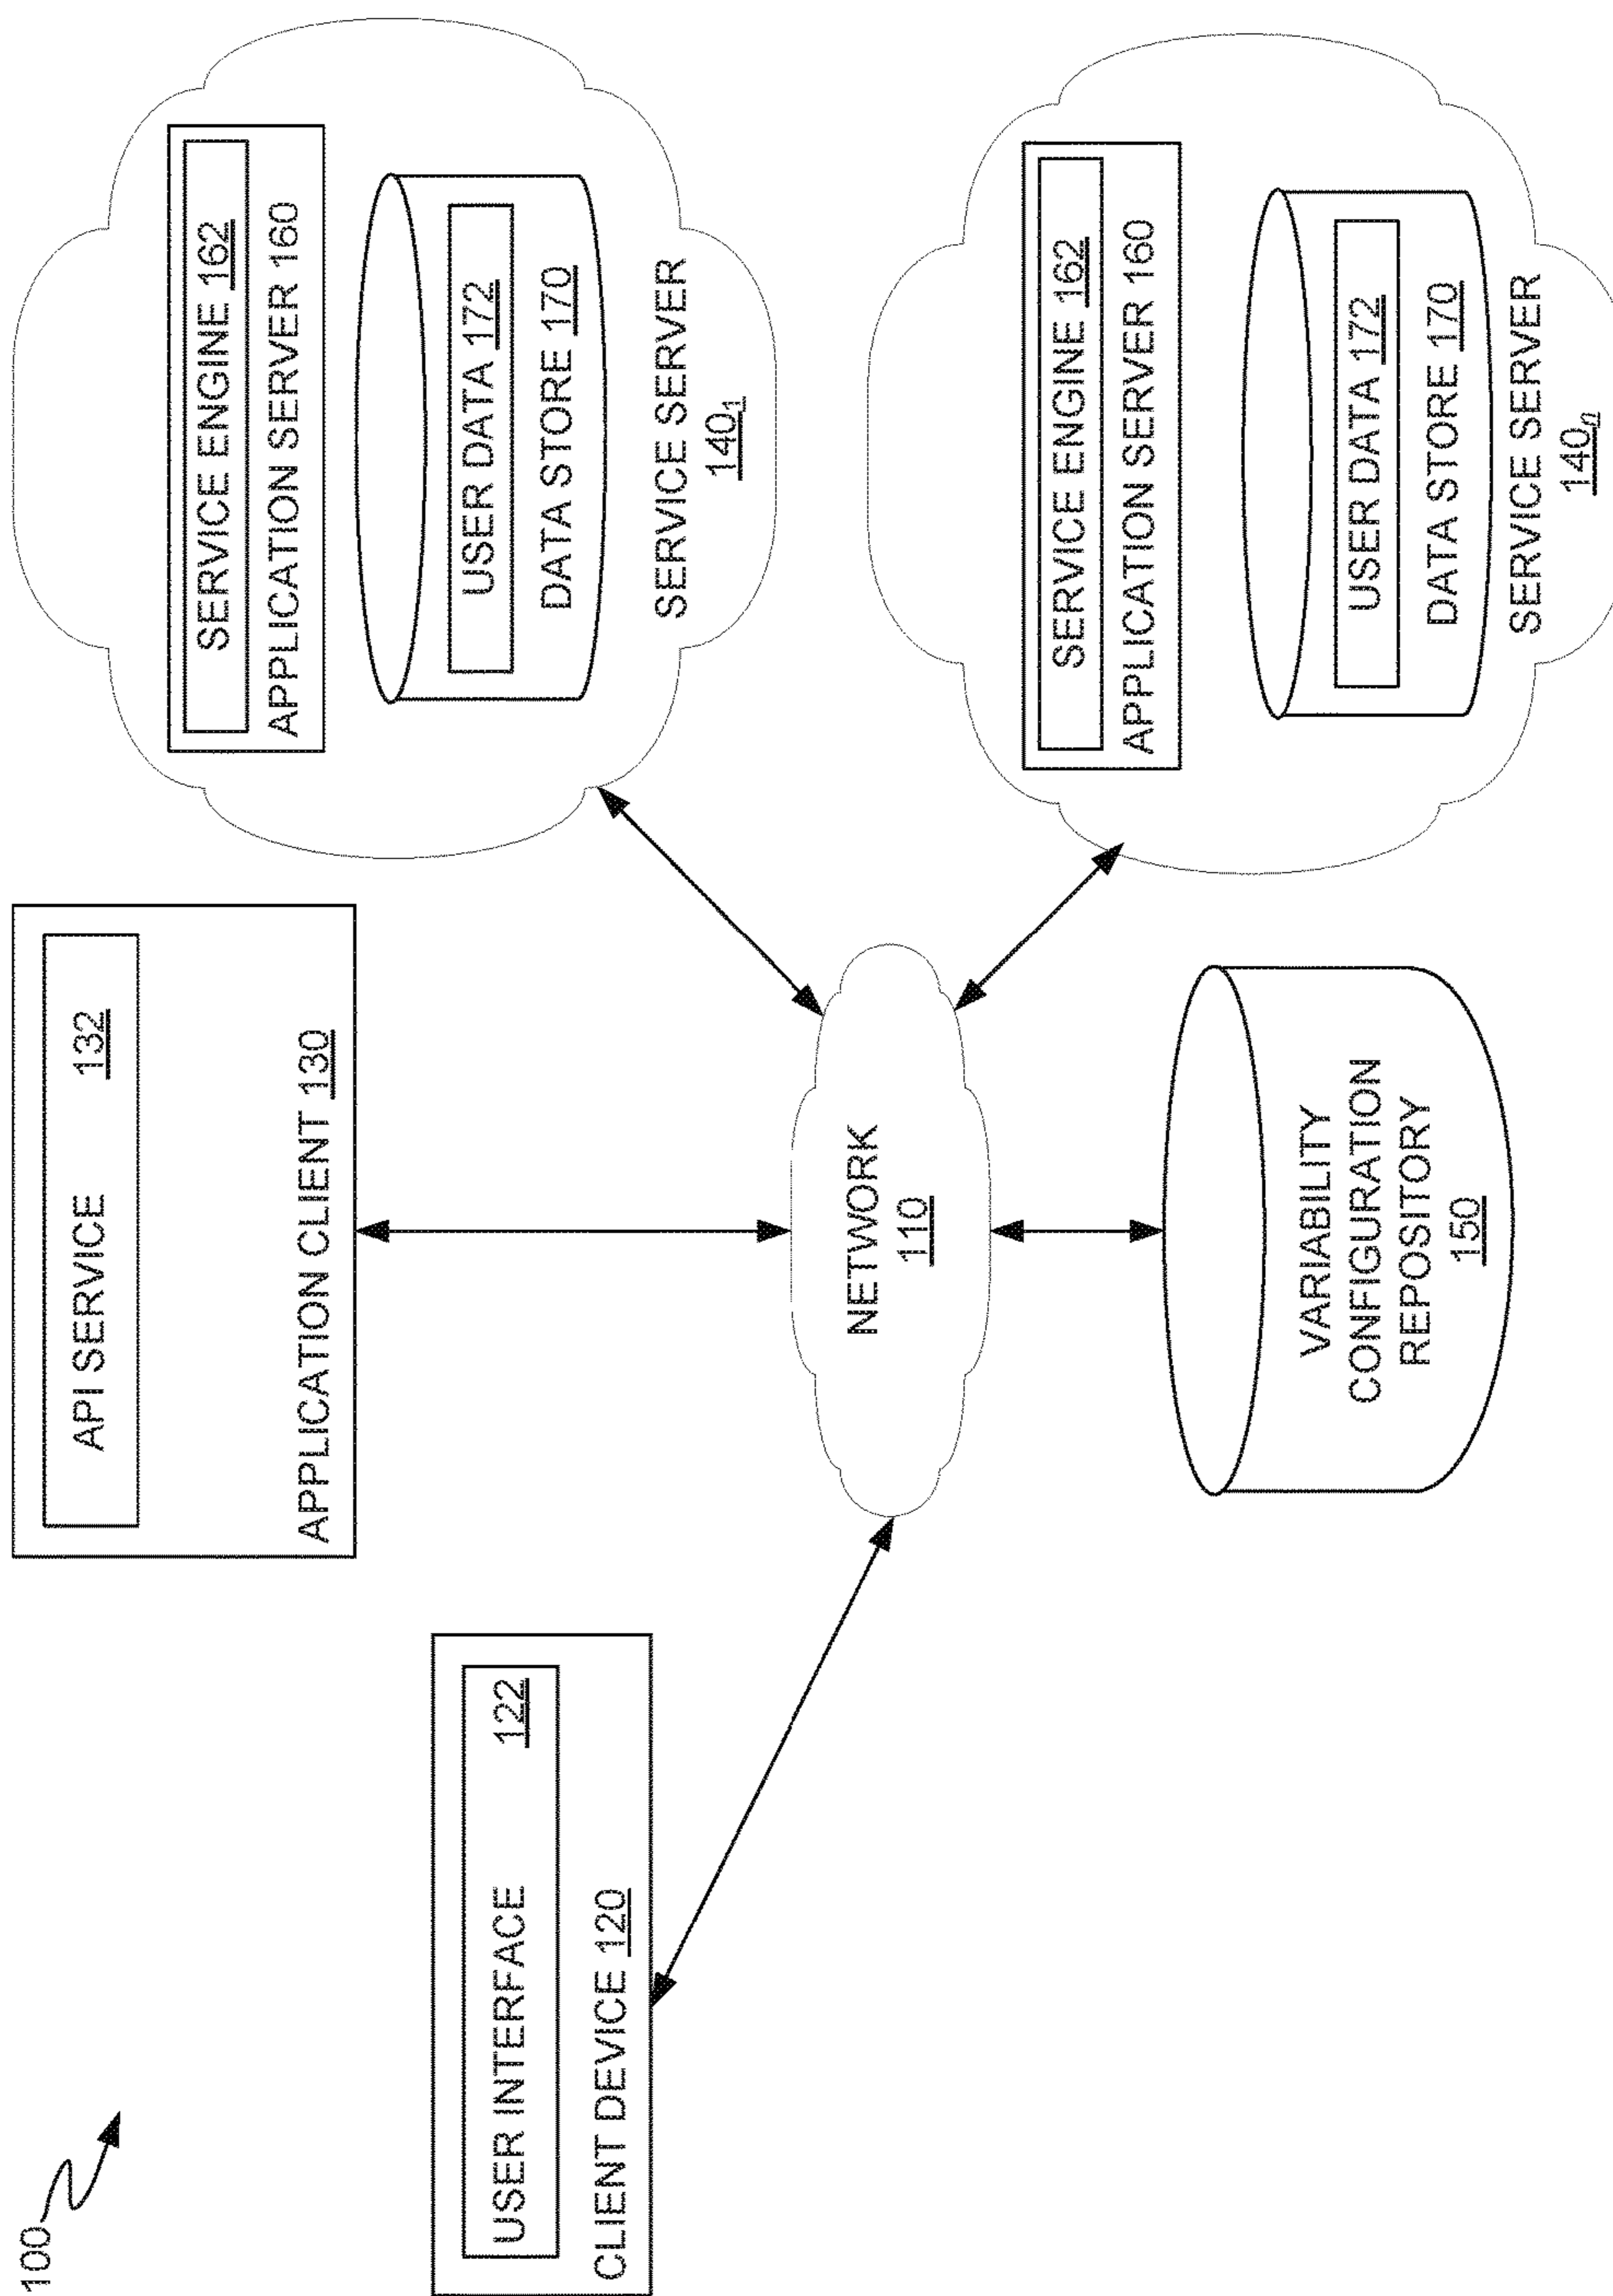 100
USER INTERFACE 122
CLIENT DEVICE 120
API SERVICE 132
APPLICATION CLIENT 130
NETWORK
110
VARIABILITY
CONFIGURATION
REPOSITORY
150
SERVICE ENGINE 162
APPLICATION SERVER 160
USER DATA 172
DATA STORE 170
SERVICE SERVER
140₁
SERVICE ENGINE 162
APPLICATION SERVER 160
USER DATA 172
DATA STORE 170
SERVICE SERVER
140ₙ